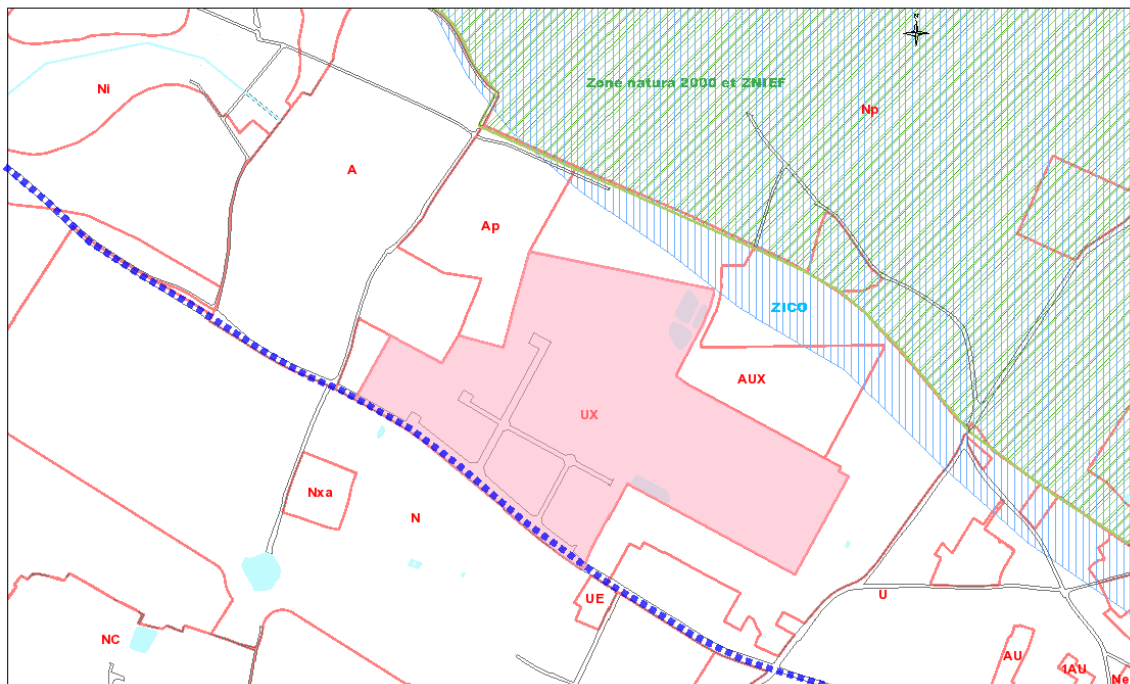 N
Zone natura 2000 et ZNIEF
Ni
Np
A
Ap
ZICO
AUX
UX
Nxa
N
UE
U
NC
AU
1AU
Ne